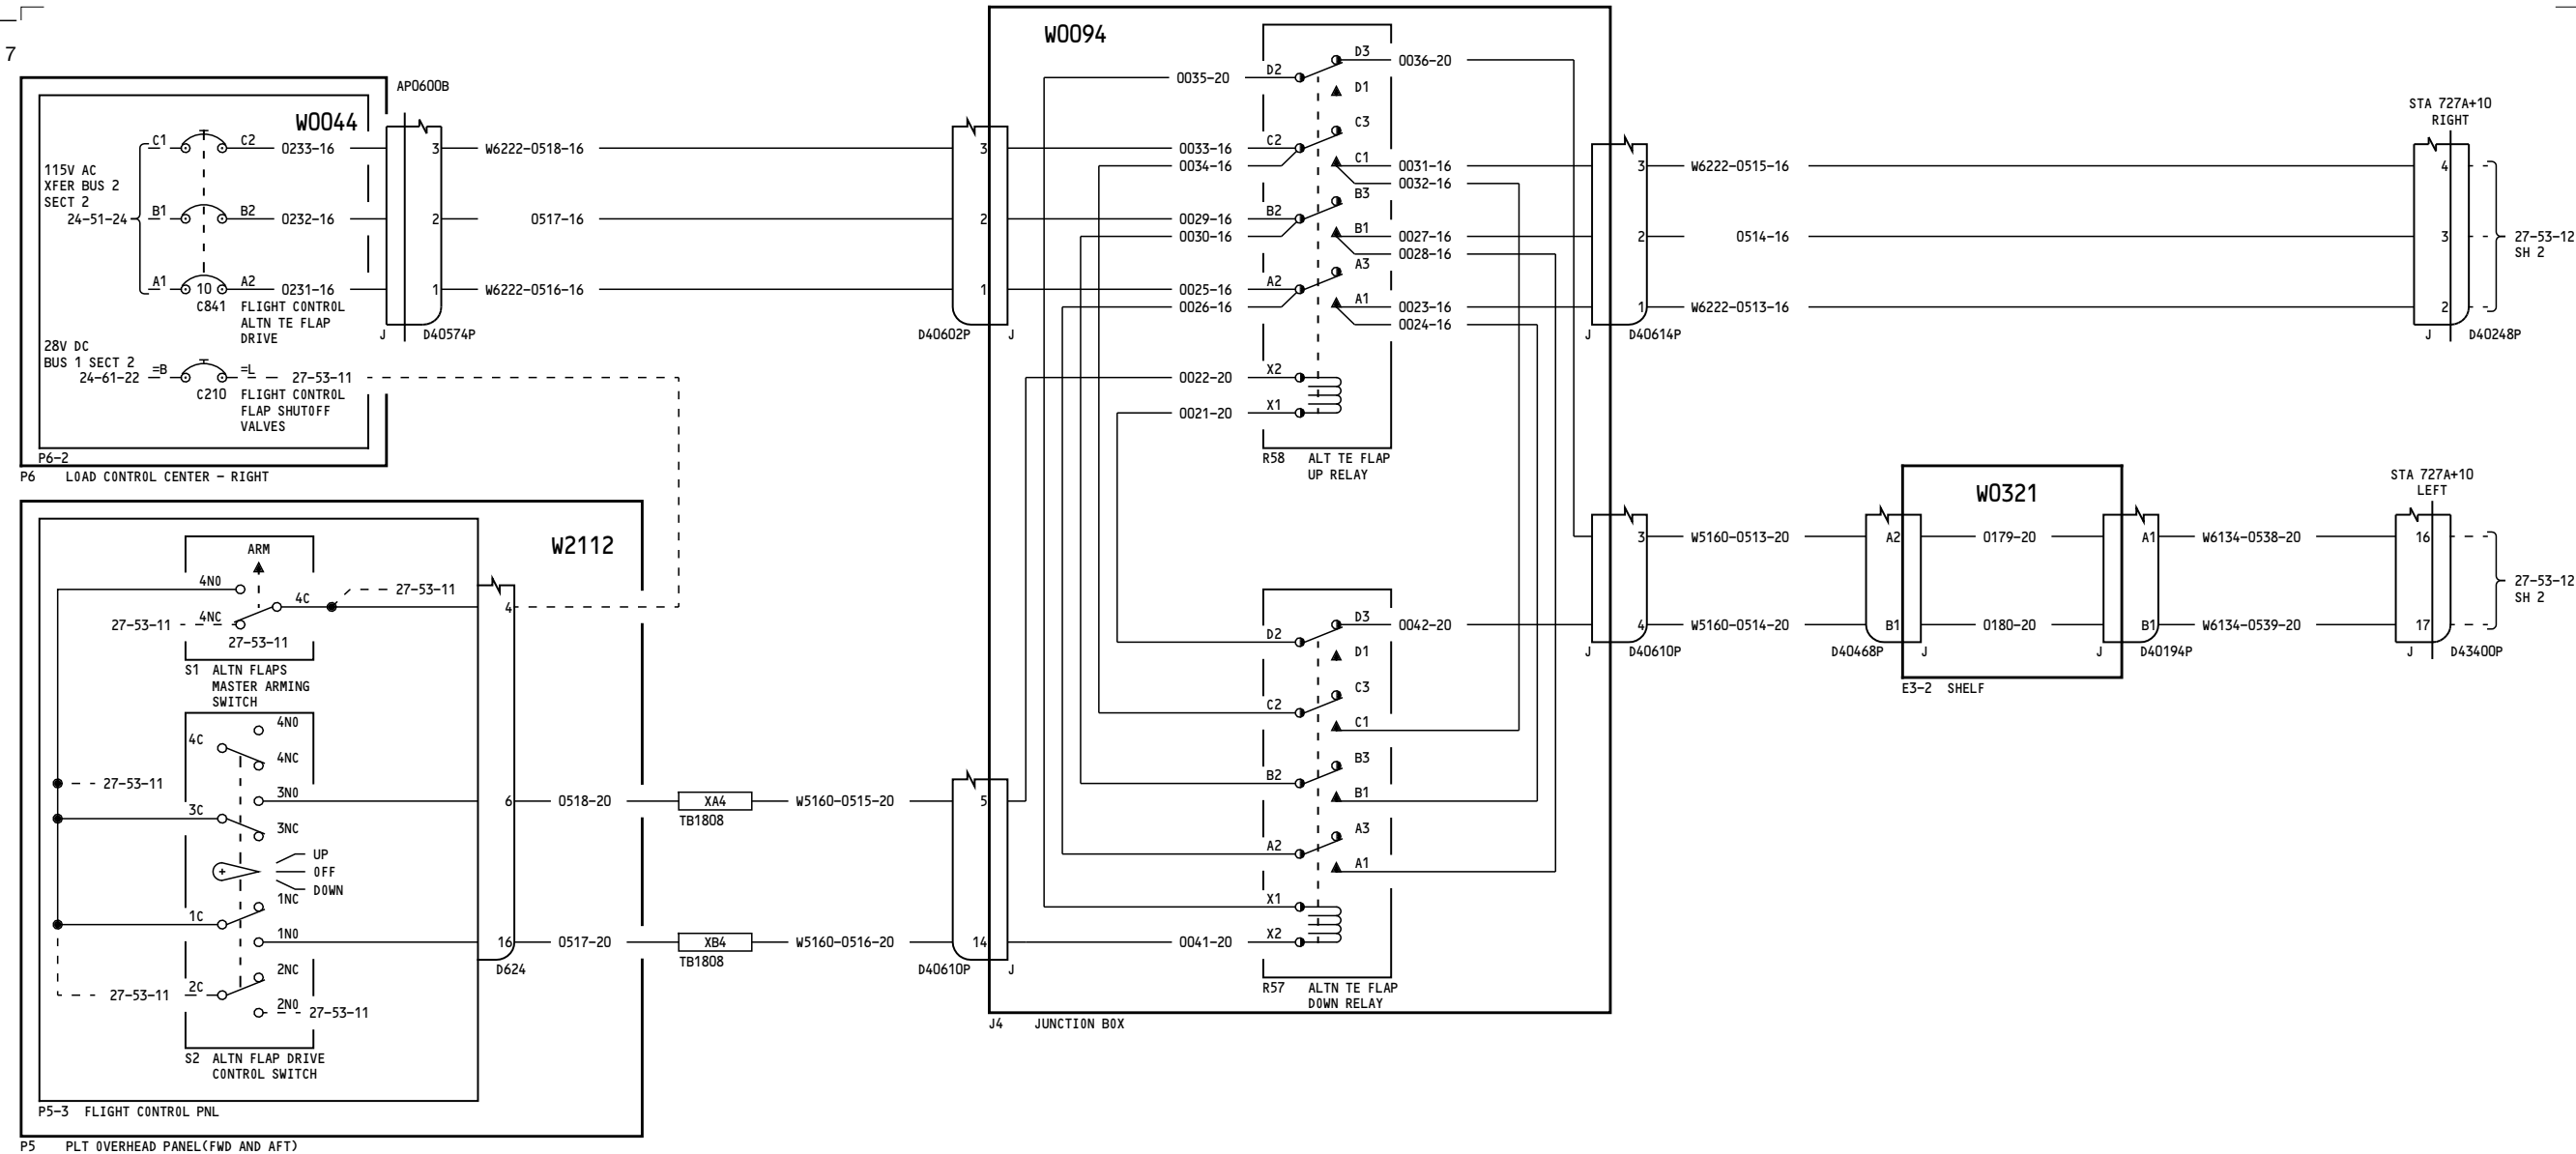 7
W0044
AP0600B
115V AC
XFER BUS 2
SECT 2
24-51-24
C1
C2
0233-16
B1
B2
0232-16
A1
10
A2
0231-16
C841
FLIGHT CONTROL
ALTN TE FLAP
DRIVE
28V DC
BUS 1 SECT 2
24-61-22
=B
=L
27-53-11
C210
FLIGHT CONTROL
FLAP SHUTOFF
VALVES
P6-2
P6 LOAD CONTROL CENTER - RIGHT
3
2
1
J
D40574P
W6222-0518-16
0517-16
W6222-0516-16
3
2
1
D40602P
J
W0094
0035-20
D2
D3
0036-20
D1
C3
0033-16
C2
0034-16
C1
0031-16
0032-16
B3
0029-16
B2
0030-16
B1
0027-16
0028-16
A3
0025-16
A2
0026-16
A1
0023-16
0024-16
0022-20
X2
0021-20
X1
R58 ALT TE FLAP
UP RELAY
3
2
1
J
D40614P
W6222-0515-16
0514-16
W6222-0513-16
STA 727A+10
RIGHT
4
3
2
J
D40248P
27-53-12
SH 2
W2112
ARM
4NO
4C
27-53-11
4NC
27-53-11
27-53-11
4
S1 ALTN FLAPS
MASTER ARMING
SWITCH
4NO
4C
4NC
27-53-11
3NO
3C
3NC
UP
OFF
DOWN
1NC
1C
1NO
2NC
27-53-11
2C
2NO
27-53-11
S2 ALTN FLAP DRIVE
CONTROL SWITCH
6
16
D624
P5-3 FLIGHT CONTROL PNL
P5 PLT OVERHEAD PANEL(FWD AND AFT)
0518-20
XA4
TB1808
W5160-0515-20
0517-20
XB4
TB1808
W5160-0516-20
5
14
D40610P
J
D3
0042-20
D2
D1
C3
C2
C1
B3
B2
B1
A3
A2
A1
X1
0041-20
X2
R57 ALTN TE FLAP
DOWN RELAY
J4 JUNCTION BOX
3
4
J
D40610P
W5160-0513-20
W5160-0514-20
W0321
A2
0179-20
A1
B1
0180-20
B1
D40468P
J
J
D40194P
E3-2 SHELF
W6134-0538-20
W6134-0539-20
STA 727A+10
LEFT
16
17
J
D43400P
27-53-12
SH 2